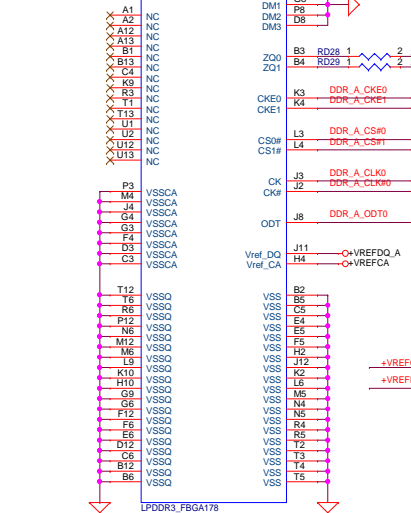 A1 NC
A2 NC
A12 NC
A13 NC
B1 NC
B13 NC
C4 NC
K9 NC
R3 NC
T1 NC
T13 NC
U1 NC
U2 NC
U12 NC
U13 NC
P3 VSSCA
M4 VSSCA
J4 VSSCA
G4 VSSCA
G3 VSSCA
F4 VSSCA
D3 VSSCA
C3 VSSCA
T12 VSSQ
T6 VSSQ
R6 VSSQ
P12 VSSQ
N6 VSSQ
M12 VSSQ
M6 VSSQ
L9 VSSQ
K10 VSSQ
H10 VSSQ
G9 VSSQ
G6 VSSQ
F12 VSSQ
F6 VSSQ
E6 VSSQ
D12 VSSQ
C6 VSSQ
B12 VSSQ
B6 VSSQ
DM1
DM2 P8
DM3 D8
ZQ0 B3 RD28 1 2
ZQ1 B4 RD29 1 2
CKE0 K3 DDR_A_CKE0
CKE1 K4 DDR_A_CKE1
CS0# L3 DDR_A_CS#0
CS1# L4 DDR_A_CS#1
CK J3 DDR_A_CLK0
CK# J2 DDR_A_CLK#0
ODT J8 DDR_A_ODT0
Vref_DQ J11 +VREFDQ_A
Vref_CA H4 +VREFCA
VSS B2
VSS B5
VSS C5
VSS E4
VSS E5
VSS F5
VSS H2
VSS J12
VSS K2
VSS L6
VSS M5
VSS N4
VSS N5
VSS R4
VSS R5
VSS T2
VSS T3
VSS T4
VSS T5
+VREF
+VREF
LPDDR3_FBGA178